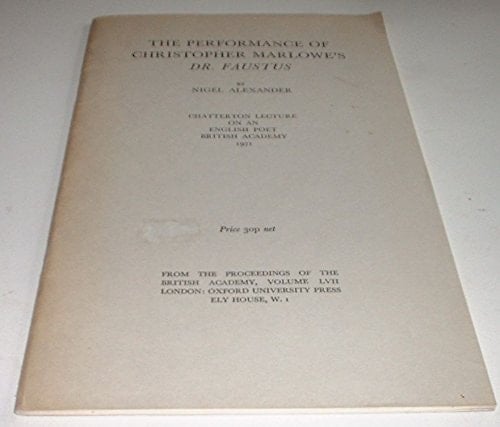 THE PERFORMANCE OF
CHRISTOPHER MARLOWE'S
DR. FAUSTUS
BY
NIGEL ALEXANDER
CHATTERTON LECTURE
ON AN
ENGLISH POET
BRITISH ACADEMY
1971
Price 30p net
FROM THE PROCEEDINGS OF THE
BRITISH ACADEMY, VOLUME LVII
LONDON: OXFORD UNIVERSITY PRESS
ELY HOUSE, W. 1